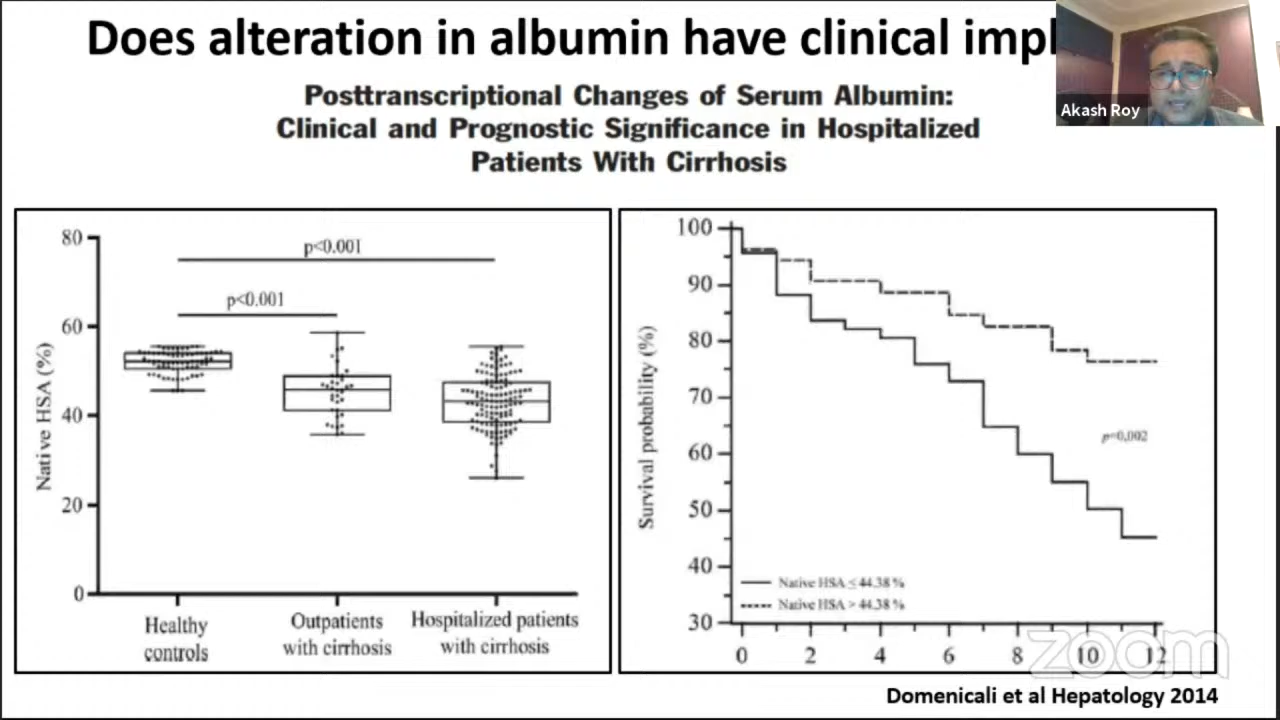 Does alteration in albumin have clinical impl
Akash Roy
Posttranscriptional Changes of Serum Albumin:
Clinical and Prognostic Significance in Hospitalized
Patients With Cirrhosis
Native HSA (%)
80
60
40
20
0
p<0.001
p<0.001
Healthy
controls
Outpatients
with cirrhosis
Hospitalized patients
with cirrhosis
Survival probability (%)
100
90
80
70
60
50
40
30
p=0,002
Native HSA ≤ 44.38 %
Native HSA > 44.38 %
0 2 4 6 8 10 12
zoom
Domenicali et al Hepatology 2014